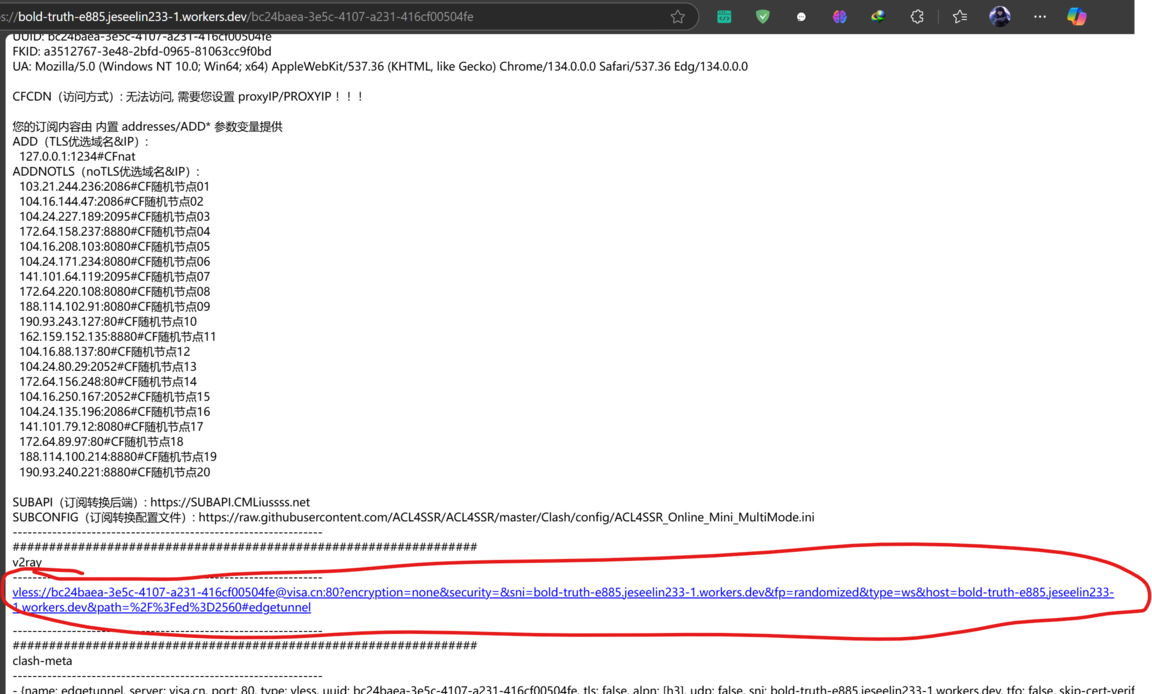 s://bold-truth-e885.jeseelin233-1.workers.dev/bc24baea-3e5c-4107-a231-416cf00504fe
UUID: bc24baea-3e5c-4107-a231-416cf00504fe
FKID: a3512767-3e48-2bfd-0965-81063cc9f0bd
UA: Mozilla/5.0 (Windows NT 10.0; Win64; x64) AppleWebKit/537.36 (KHTML, like Gecko) Chrome/134.0.0.0 Safari/537.36 Edg/134.0.0.0
CFCDN（访问方式）: 无法访问, 需要您设置 proxyIP/PROXYIP！！！
您的订阅内容由 内置 addresses/ADD* 参数变量提供
ADD（TLS优选域名&IP）:
127.0.0.1:1234#CFnat
ADDNOTLS（noTLS优选域名&IP）:
103.21.244.236:2086#CF随机节点01
104.16.144.47:2086#CF随机节点02
104.24.227.189:2095#CF随机节点03
172.64.158.237:8880#CF随机节点04
104.16.208.103:8080#CF随机节点05
104.24.171.234:8080#CF随机节点06
141.101.64.119:2095#CF随机节点07
172.64.220.108:8080#CF随机节点08
188.114.102.91:8080#CF随机节点09
190.93.243.127:80#CF随机节点10
162.159.152.135:8880#CF随机节点11
104.16.88.137:80#CF随机节点12
104.24.80.29:2052#CF随机节点13
172.64.156.248:80#CF随机节点14
104.16.250.167:2052#CF随机节点15
104.24.135.196:2086#CF随机节点16
141.101.79.12:8080#CF随机节点17
172.64.89.97:80#CF随机节点18
188.114.100.214:8880#CF随机节点19
190.93.240.221:8880#CF随机节点20
SUBAPI（订阅转换后端）: https://SUBAPI.CMLiussss.net
SUBCONFIG（订阅转换配置文件）: https://raw.githubusercontent.com/ACL4SSR/ACL4SSR/master/Clash/config/ACL4SSR_Online_Mini_MultiMode.ini
---------------------------------------------------------------
################################################################
v2ray
---------------------------------------------------------------
vless://bc24baea-3e5c-4107-a231-416cf00504fe@visa.cn:80?encryption=none&security=&sni=bold-truth-e885.jeseelin233-1.workers.dev&fp=randomized&type=ws&host=bold-truth-e885.jeseelin233-
1.workers.dev&path=%2F%3Fed%3D2560#edgetunnel
---------------------------------------------------------------
################################################################
clash-meta
---------------------------------------------------------------
- {name: edgetunnel, server: visa.cn, port: 80, type: vless, uuid: bc24baea-3e5c-4107-a231-416cf00504fe, tls: false, alpn: [h3], udp: false, sni: bold-truth-e885.jeseelin233-1.workers.dev, tfo: false, skip-cert-verif